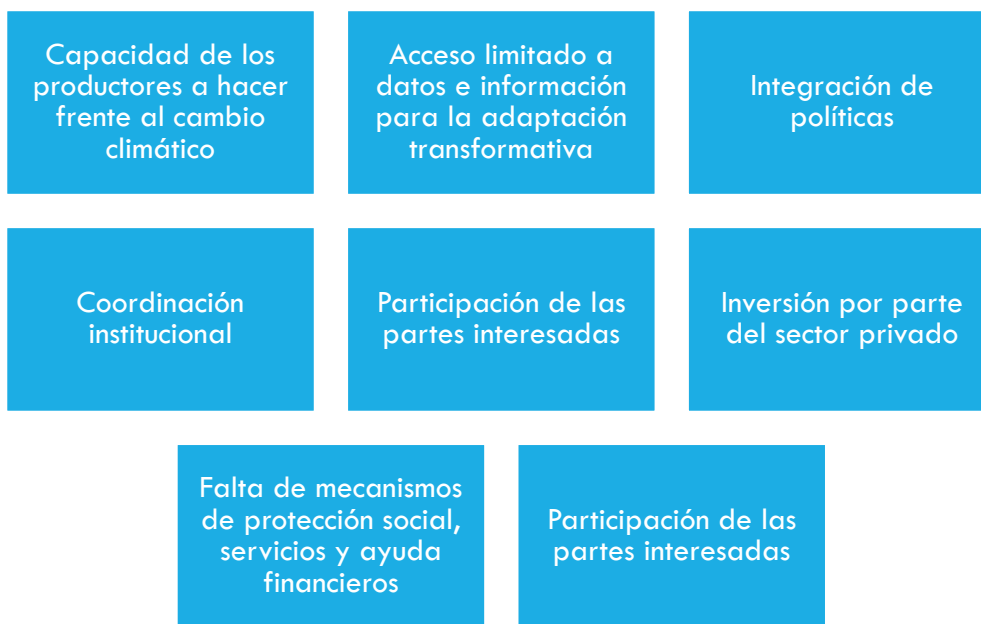 Capacidad de los
productores a hacer
frente al cambio
climático
Acceso limitado a
datos e información
para la adaptación
transformativa
Integración de
políticas
Coordinación
institucional
Participación de las
partes interesadas
Inversión por parte
del sector privado
Falta de mecanismos
de protección social,
servicios y ayuda
financieros
Participación de las
partes interesadas